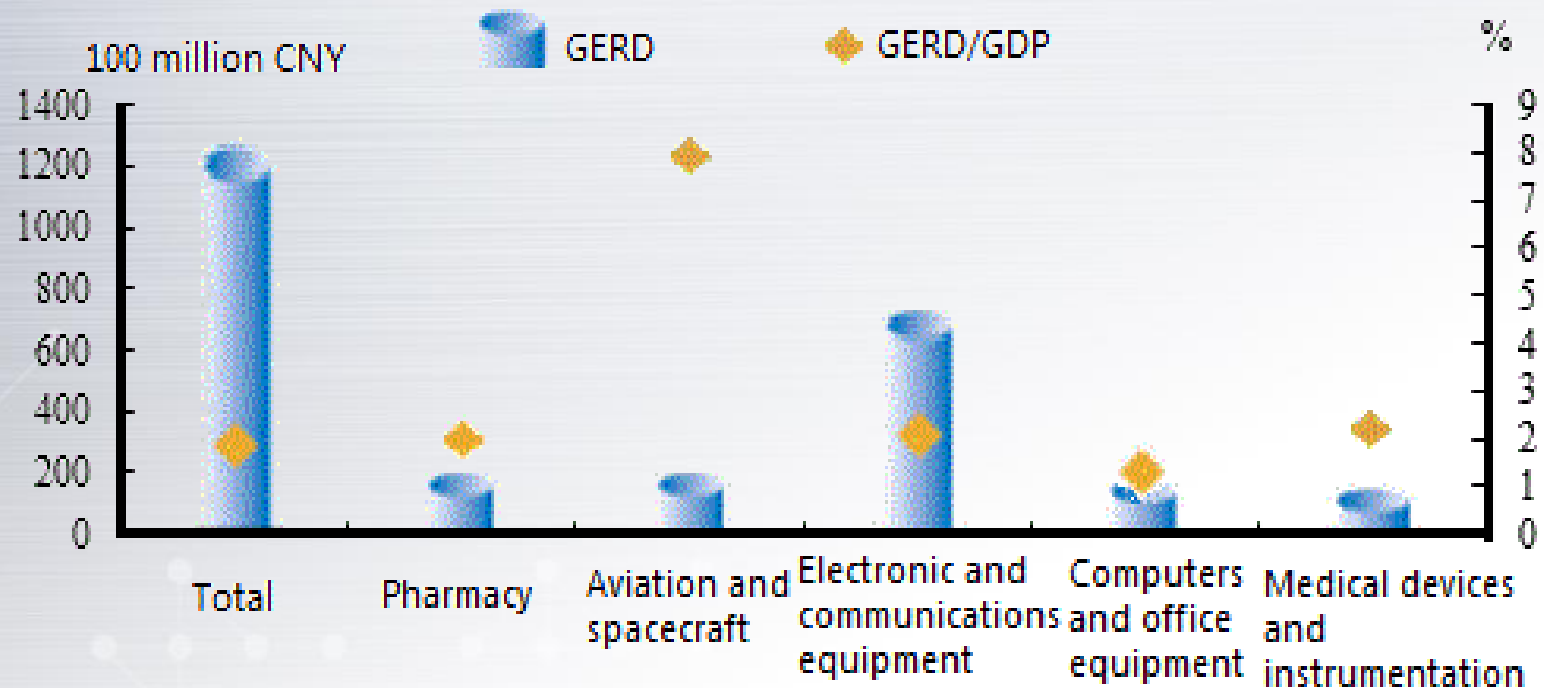 100 million CNY
GERD
GERD/GDP
%
1400
1200
1000
800
600
400
200
0
9
8
7
6
5
4
3
2
1
0
Total
Pharmacy
Aviation and
spacecraft
Electronic and
communications
equipment
Computers
and office
equipment
Medical devices
and
instrumentation